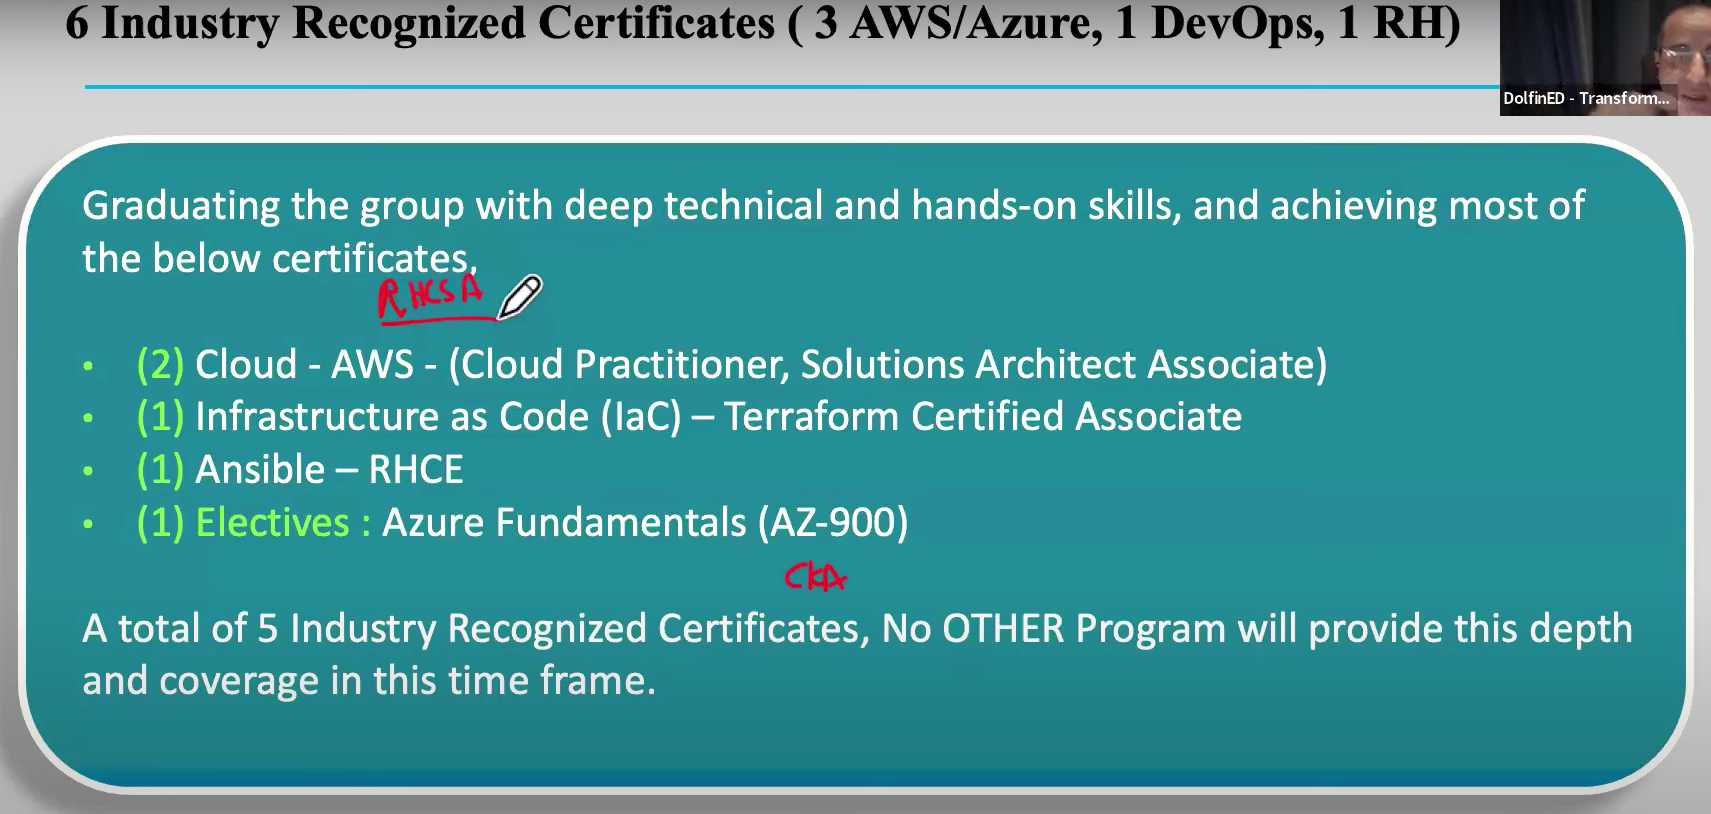 6 Industry Recognized Certificates ( 3 AWS/Azure, 1 DevOps, 1 RH)
DolfinED - Transform...
Graduating the group with deep technical and hands-on skills, and achieving most of
the below certificates,
RHCSA
• (2) Cloud - AWS - (Cloud Practitioner, Solutions Architect Associate)
• (1) Infrastructure as Code (IaC) – Terraform Certified Associate
• (1) Ansible – RHCE
• (1) Electives : Azure Fundamentals (AZ-900)
CKA
A total of 5 Industry Recognized Certificates, No OTHER Program will provide this depth
and coverage in this time frame.